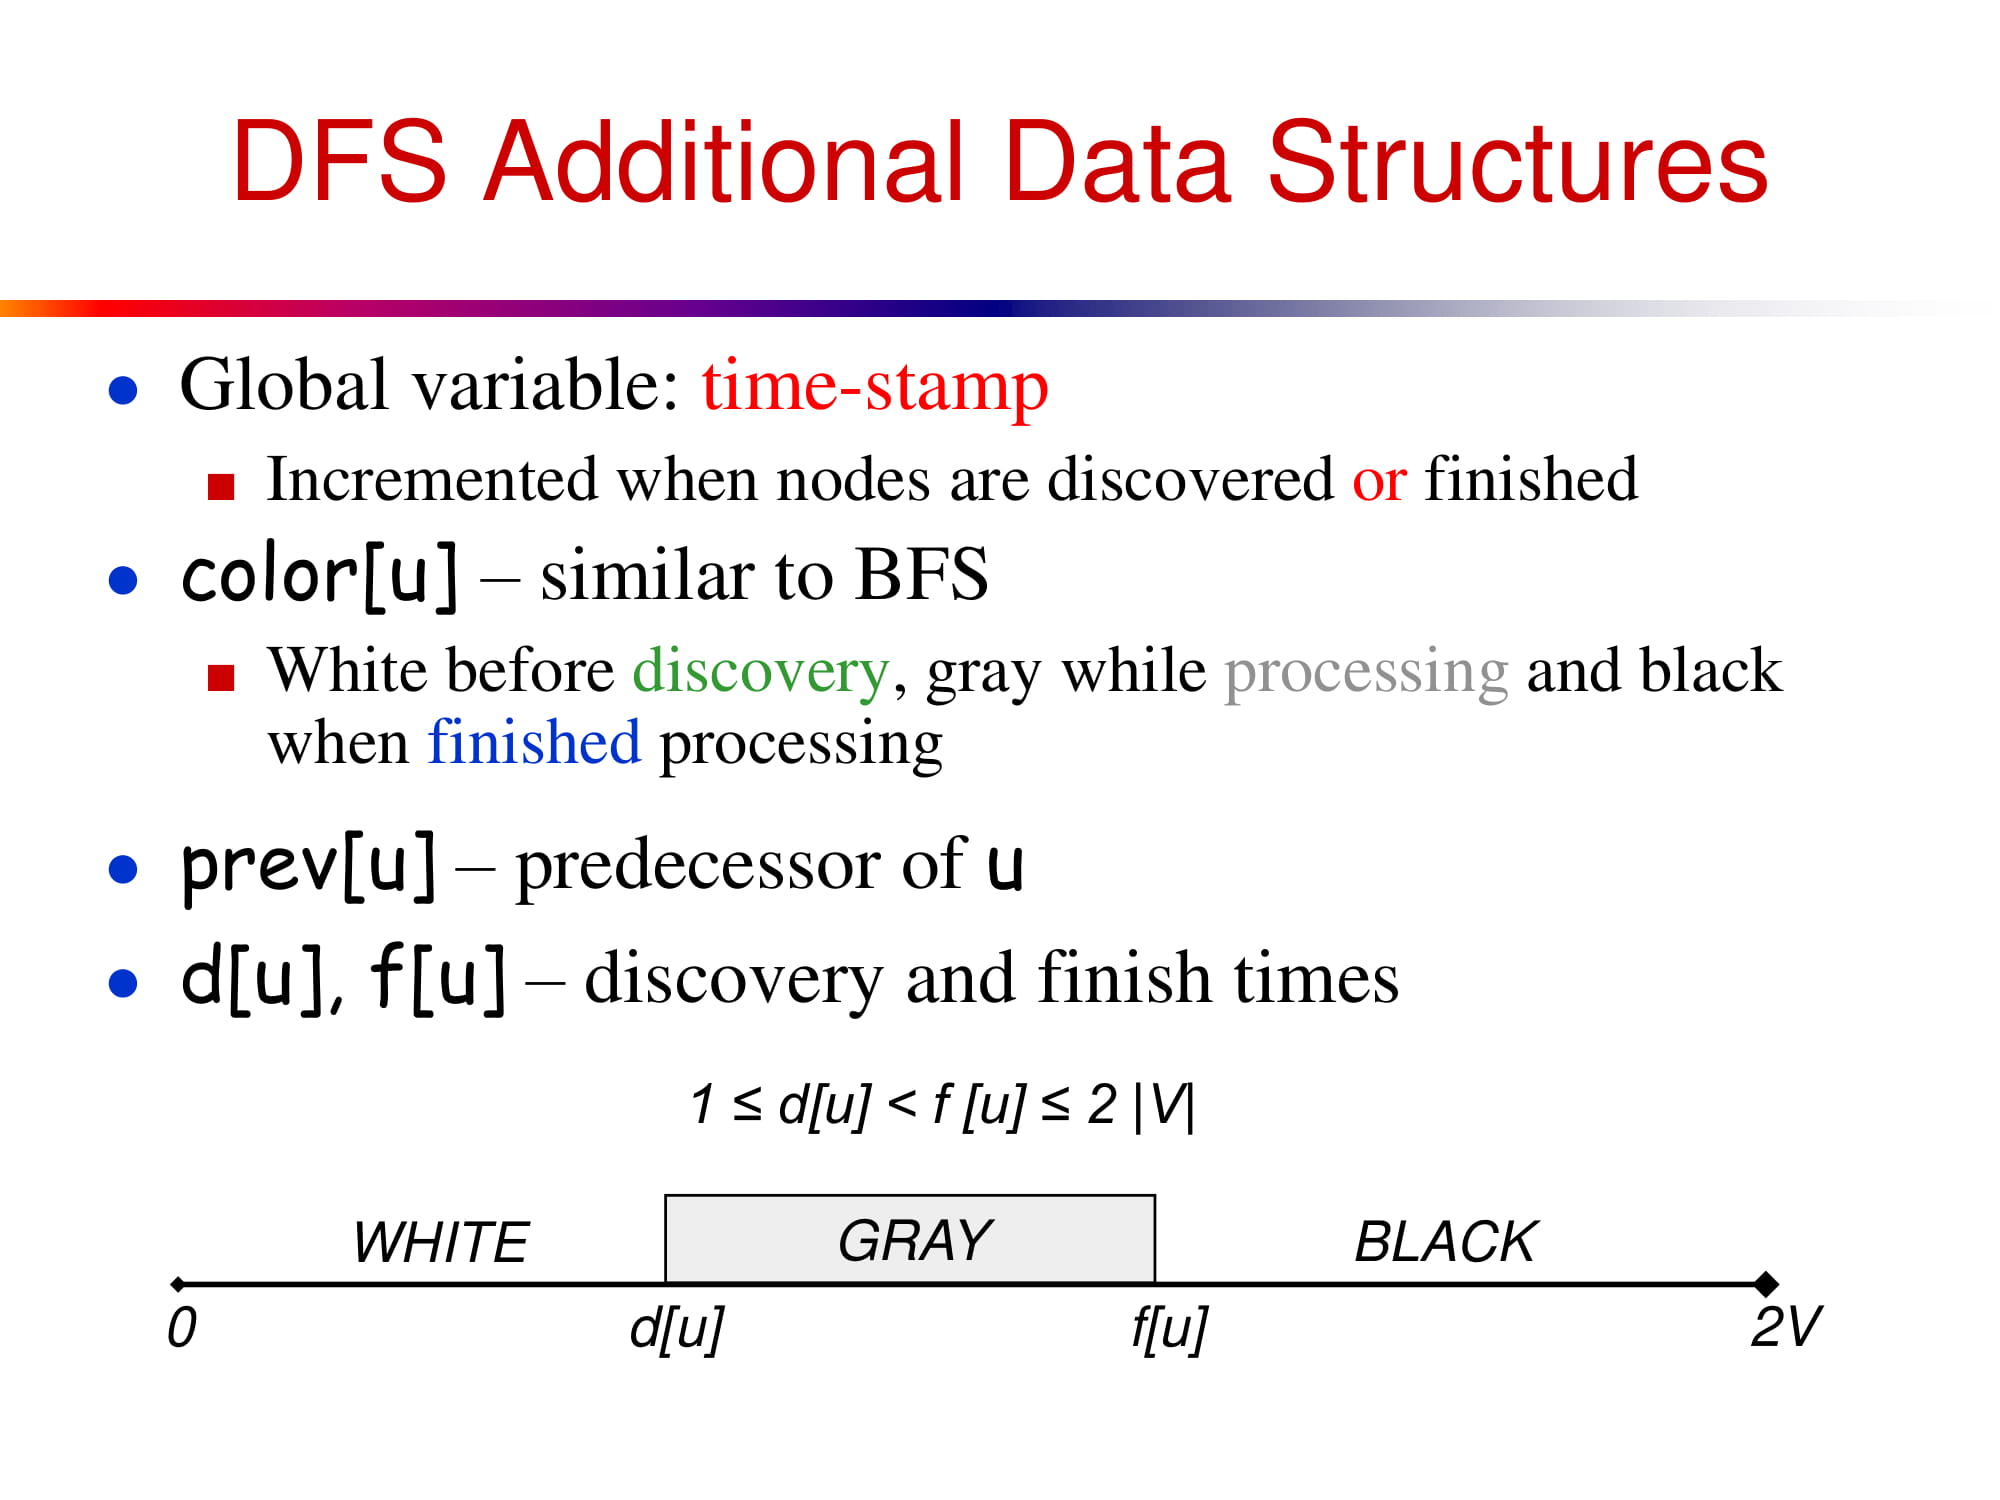 DFS Additional Data Structures
• Global variable: time-stamp
■ Incremented when nodes are discovered or finished
• color[u] – similar to BFS
■ White before discovery, gray while processing and black
when finished processing
• prev[u] – predecessor of u
• d[u], f[u] – discovery and finish times
1 ≤ d[u] < f [u] ≤ 2 |V|
WHITE GRAY BLACK
0 d[u] f[u] 2V